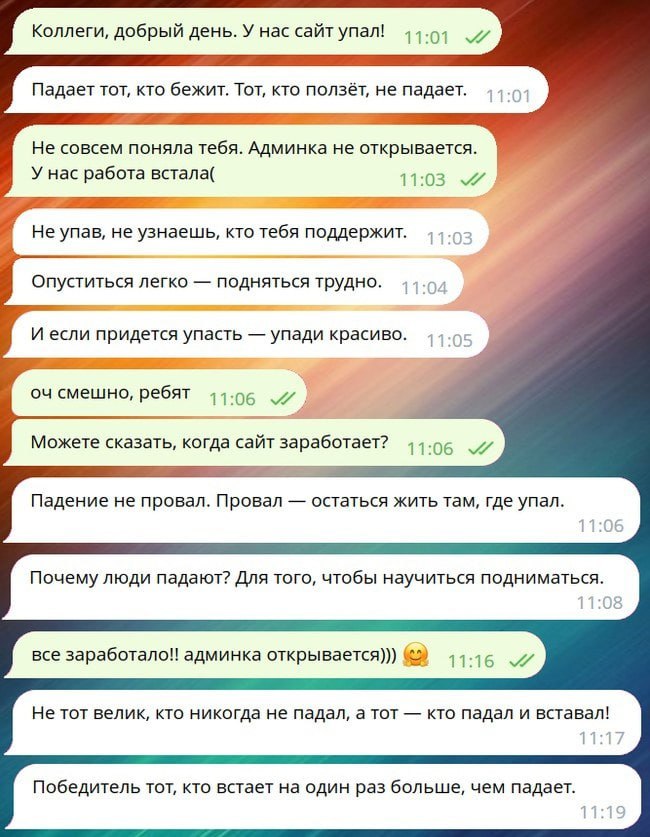 Коллеги, добрый день. У нас сайт упал! 11:01
Падает тот, кто бежит. Тот, кто ползёт, не падает. 11:01
Не совсем поняла тебя. Админка не открывается.
У нас работа встала( 11:03
Не упав, не узнаешь, кто тебя поддержит. 11:03
Опуститься легко — подняться трудно. 11:04
И если придется упасть — упади красиво. 11:05
оч смешно, ребят 11:06
Можете сказать, когда сайт заработает? 11:06
Падение не провал. Провал — остаться жить там, где упал.
11:06
Почему люди падают? Для того, чтобы научиться подниматься.
11:08
все заработало!! админка открывается))) 🤗 11:16
Не тот велик, кто никогда не падал, а тот — кто падал и вставал!
11:17
Победитель тот, кто встает на один раз больше, чем падает.
11:19